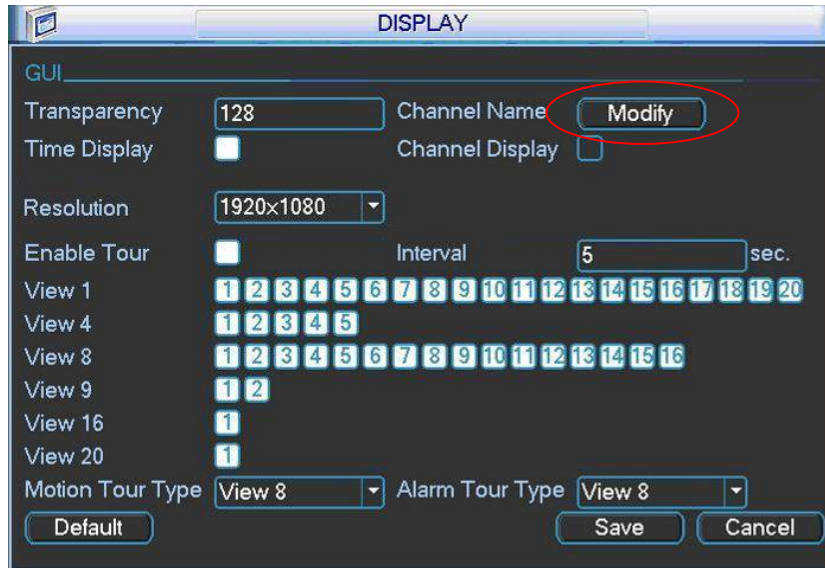 DISPLAY
GUI
Transparency 128 Channel Name Modify
Time Display Channel Display
Resolution 1920×1080
Enable Tour Interval 5 sec.
View 1 1 2 3 4 5 6 7 8 9 10 11 12 13 14 15 16 17 18 19 20
View 4 1 2 3 4 5
View 8 1 2 3 4 5 6 7 8 9 10 11 12 13 14 15 16
View 9 1 2
View 16 1
View 20 1
Motion Tour Type View 8 Alarm Tour Type View 8
Default Save Cancel